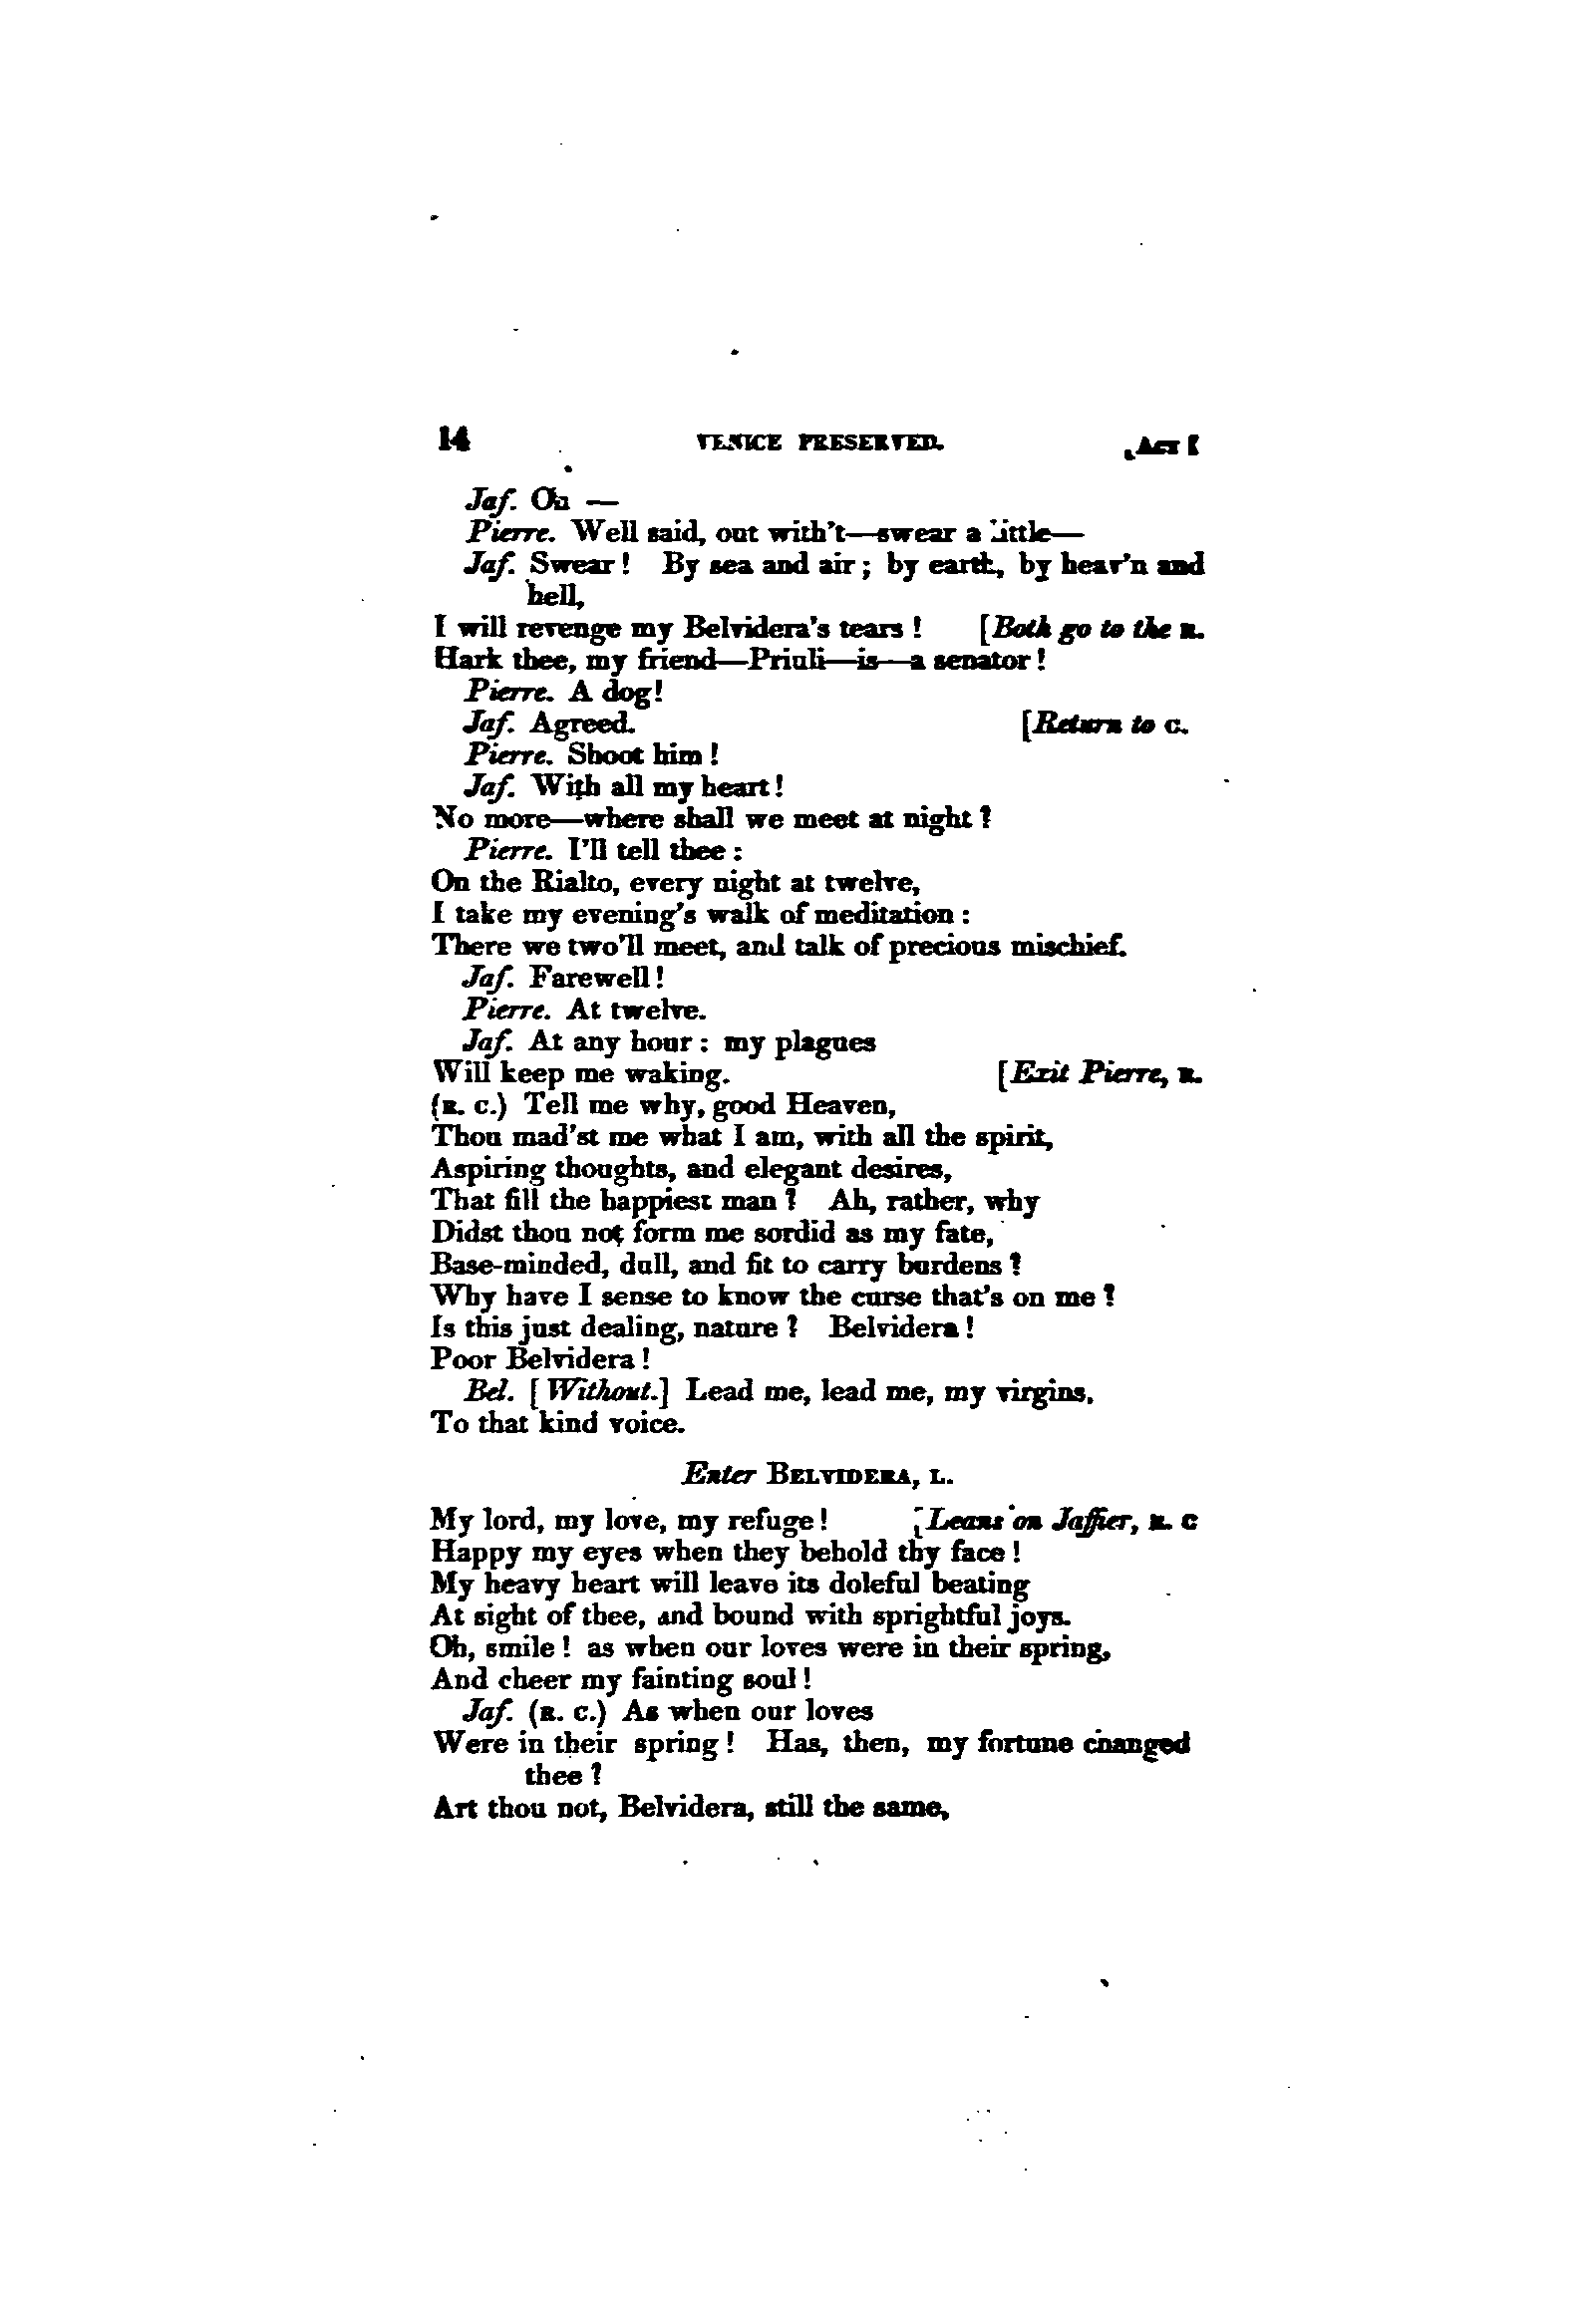 14 VENICE PRESERVED. [Act I
Jaf. Oh —
Pierre. Well said, out with't—swear a little—
Jaf. Swear! By sea and air; by earth, by heav'n and
hell,
I will revenge my Belvidera's tears! [Both go to the R.
Hark thee, my friend—Priuli—is—a senator!
Pierre. A dog!
Jaf. Agreed. [Return to C.
Pierre. Shoot him!
Jaf. With all my heart!
No more—where shall we meet at night?
Pierre. I'll tell thee:
On the Rialto, every night at twelve,
I take my evening's walk of meditation:
There we two'll meet, and talk of precious mischief.
Jaf. Farewell!
Pierre. At twelve.
Jaf. At any hour: my plagues
Will keep me waking. [Exit Pierre, R.
(R. C.) Tell me why, good Heaven,
Thou mad'st me what I am, with all the spirit,
Aspiring thoughts, and elegant desires,
That fill the happiest man? Ah, rather, why
Didst thou not form me sordid as my fate,
Base-minded, dull, and fit to carry burdens?
Why have I sense to know the curse that's on me?
Is this just dealing, nature? Belvidera!
Poor Belvidera!
Bel. [Without.] Lead me, lead me, my virgins,
To that kind voice.
Enter BELVIDERA, L.
My lord, my love, my refuge! [Leans on Jaffier, R. C
Happy my eyes when they behold thy face!
My heavy heart will leave its doleful beating
At sight of thee, and bound with sprightful joys.
Oh, smile! as when our loves were in their spring,
And cheer my fainting soul!
Jaf. (R. C.) As when our loves
Were in their spring! Has, then, my fortune changed
thee?
Art thou not, Belvidera, still the same,